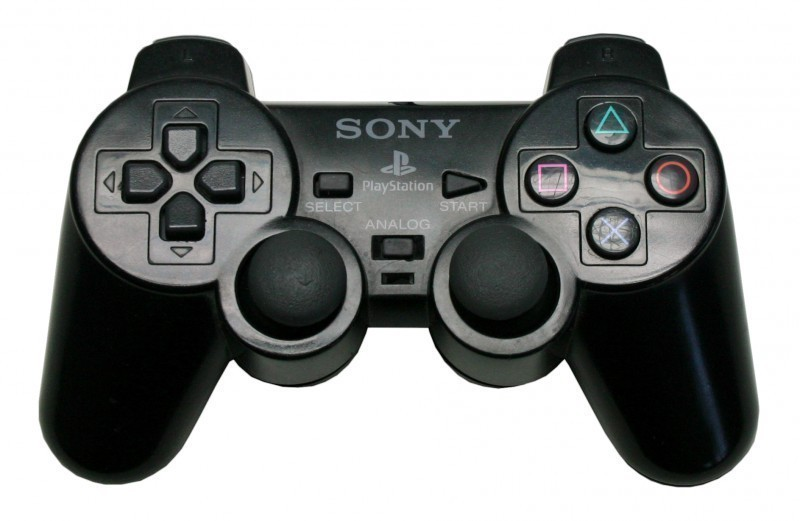 L
R
SONY
PlayStation
SELECT
START
ANALOG